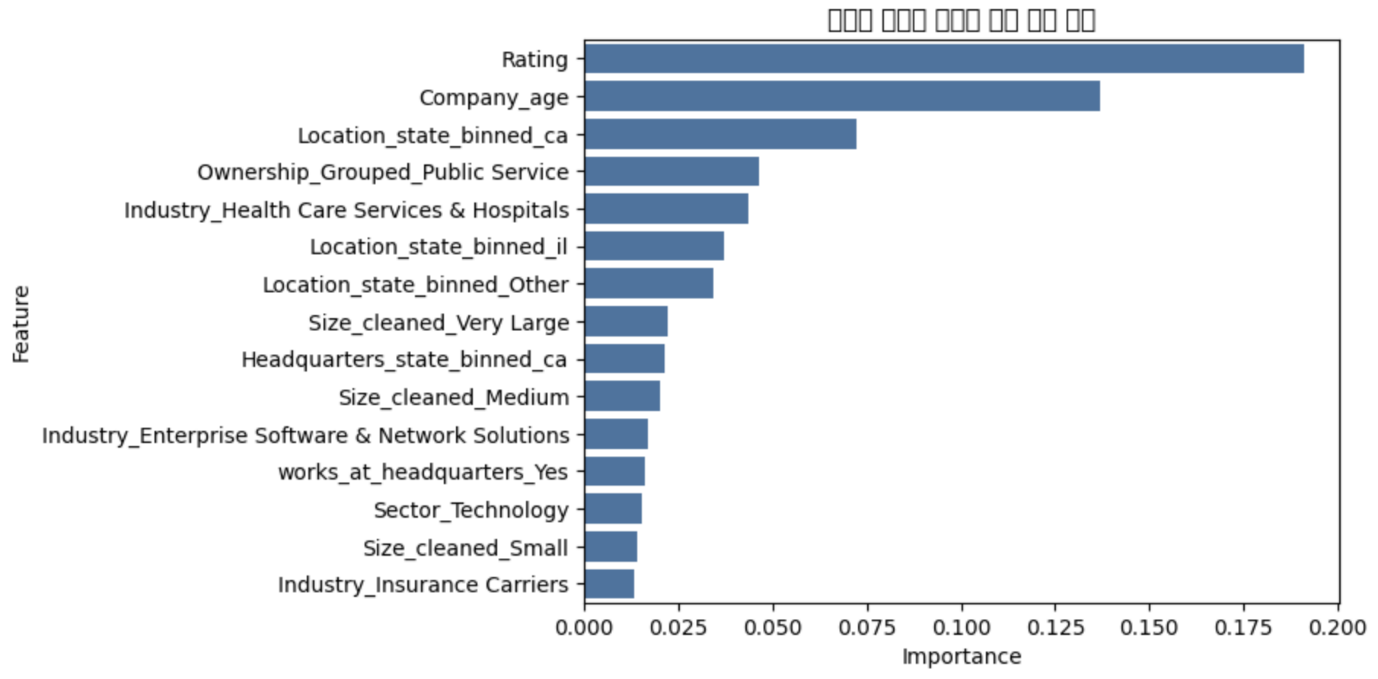 Rating
Company_age
Location_state_binned_ca
Ownership_Grouped_Public Service
Industry_Health Care Services & Hospitals
Location_state_binned_il
Location_state_binned_Other
Size_cleaned_Very Large
Headquarters_state_binned_ca
Size_cleaned_Medium
Industry_Enterprise Software & Network Solutions
works_at_headquarters_Yes
Sector_Technology
Size_cleaned_Small
Industry_Insurance Carriers
Feature
0.000 0.025 0.050 0.075 0.100 0.125 0.150 0.175 0.200
Importance